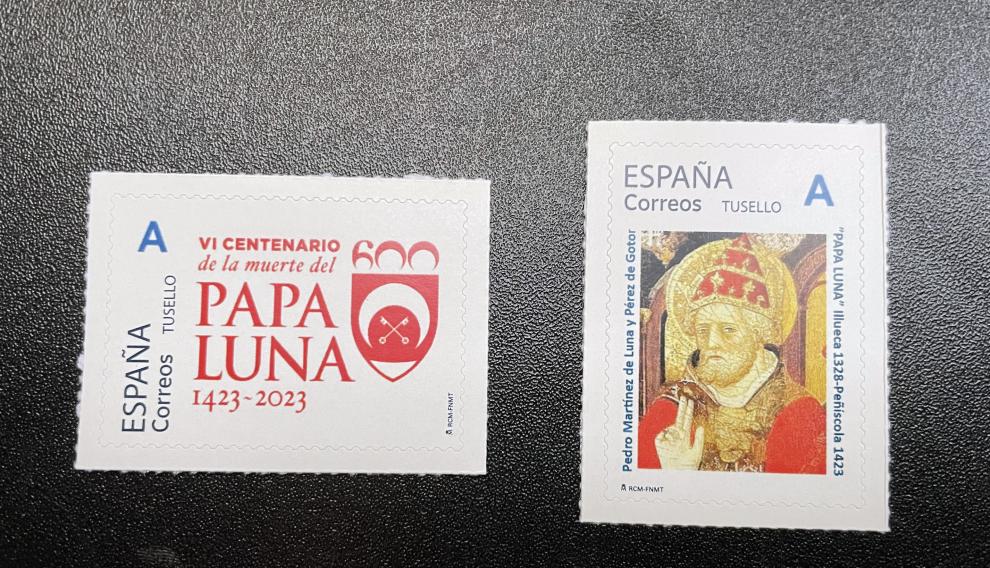 A
VI CENTENARIO
de la muerte del
PAPA
LUNA
1423-2023
600
ESPAÑA
Correos
TUSELLO
RCM-FNMT
ESPAÑA
Correos TUSELLO
A
Pedro Martínez de Luna y Pérez de Gotor
"PAPA LUNA" Illueca 1328-Peñíscola 1423
RCM-FNMT